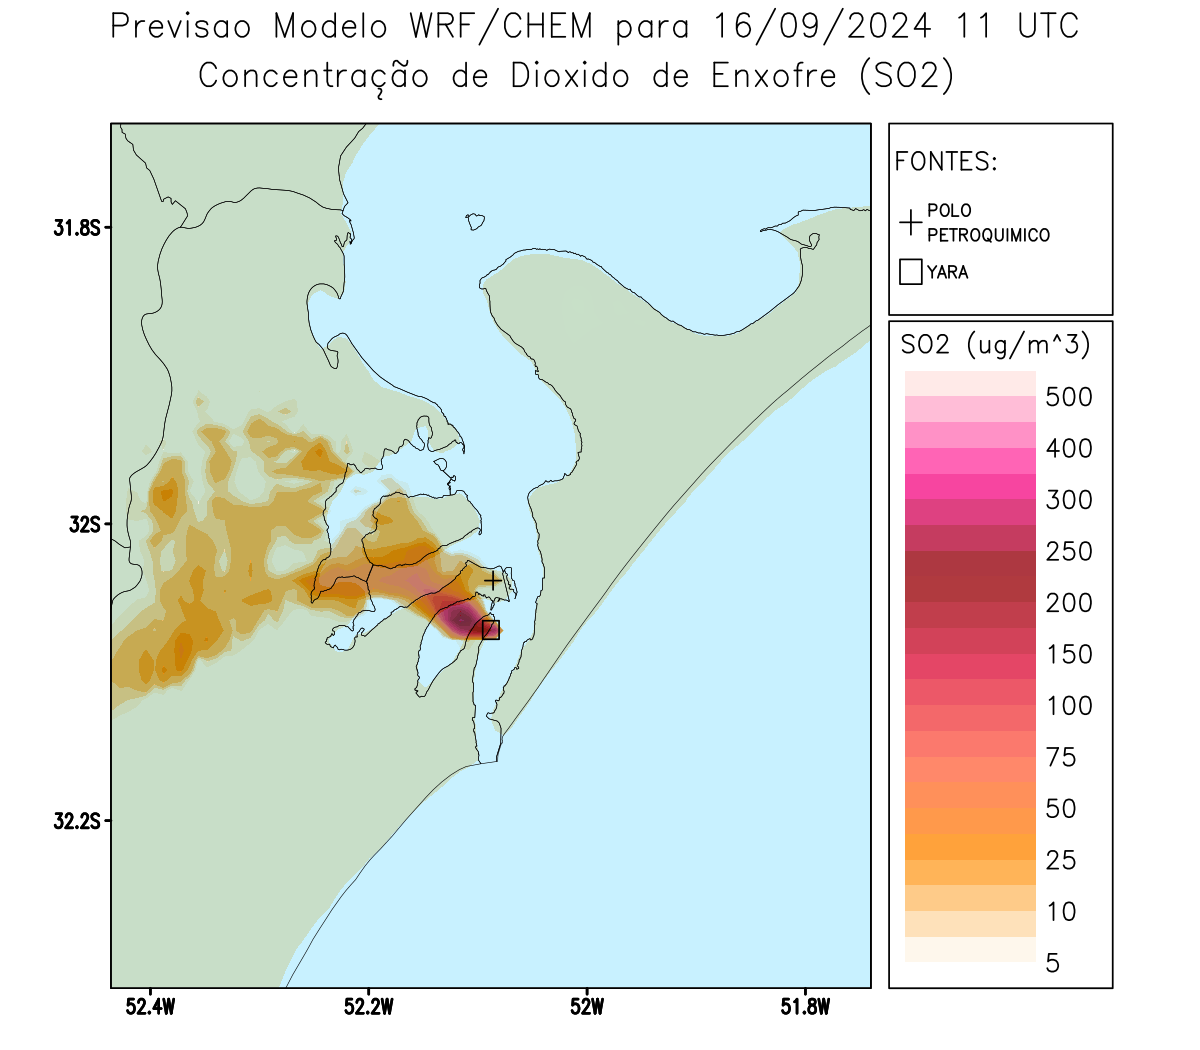 Previsao Modelo WRF/CHEM para 16/09/2024 11 UTC
Concentração de Dioxido de Enxofre (SO2)
FONTES:
POLO
PETROQUIMICO
YARA
SO2 (ug/m^3)
500
400
300
250
200
150
100
75
50
25
10
5
31.8S
32S
32.2S
52.4W
52.2W
52W
51.8W